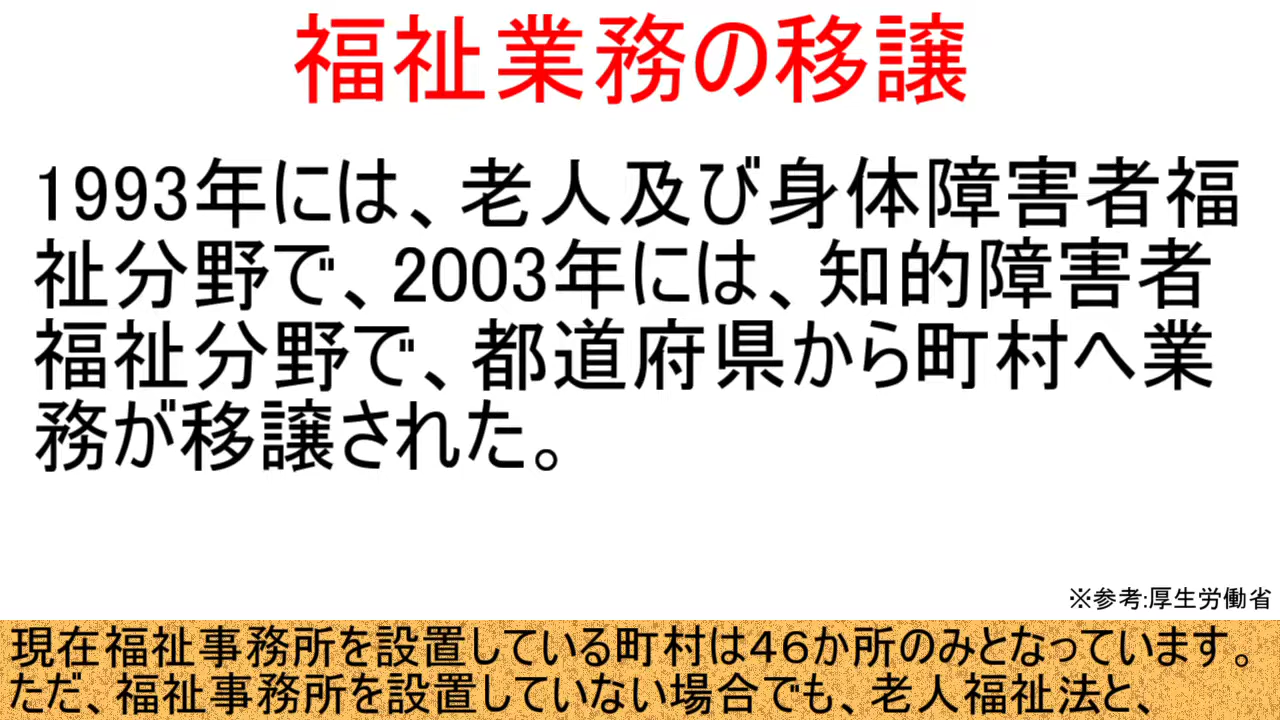 福祉業務の移譲
1993年には、老人及び身体障害者福
祉分野で、2003年には、知的障害者
福祉分野で、都道府県から町村へ業
務が移譲された。
※参考:厚生労働省
現在福祉事務所を設置している町村は４６か所のみとなっています。
ただ、福祉事務所を設置していない場合でも、老人福祉法と、